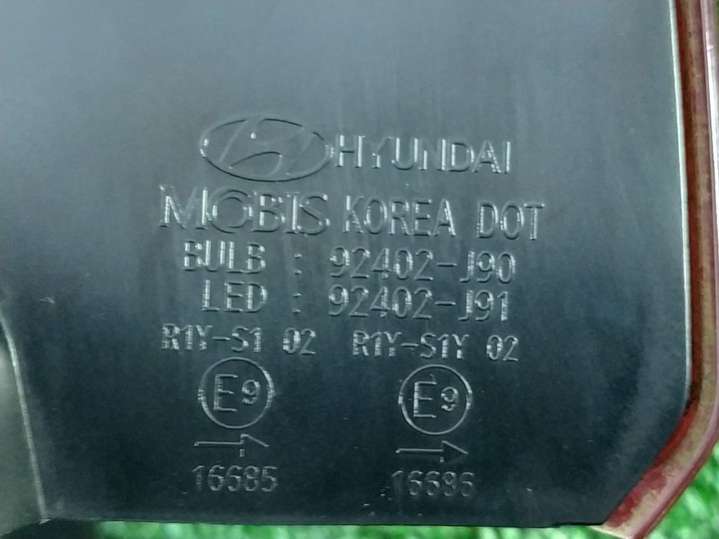 HYUNDAI
MOBIS KOREA DOT
BULB : 92402-J90
LED : 92402-J91
R1Y-S1 02 R1Y-S1Y 02
E9 E9
→ →
16685 16686